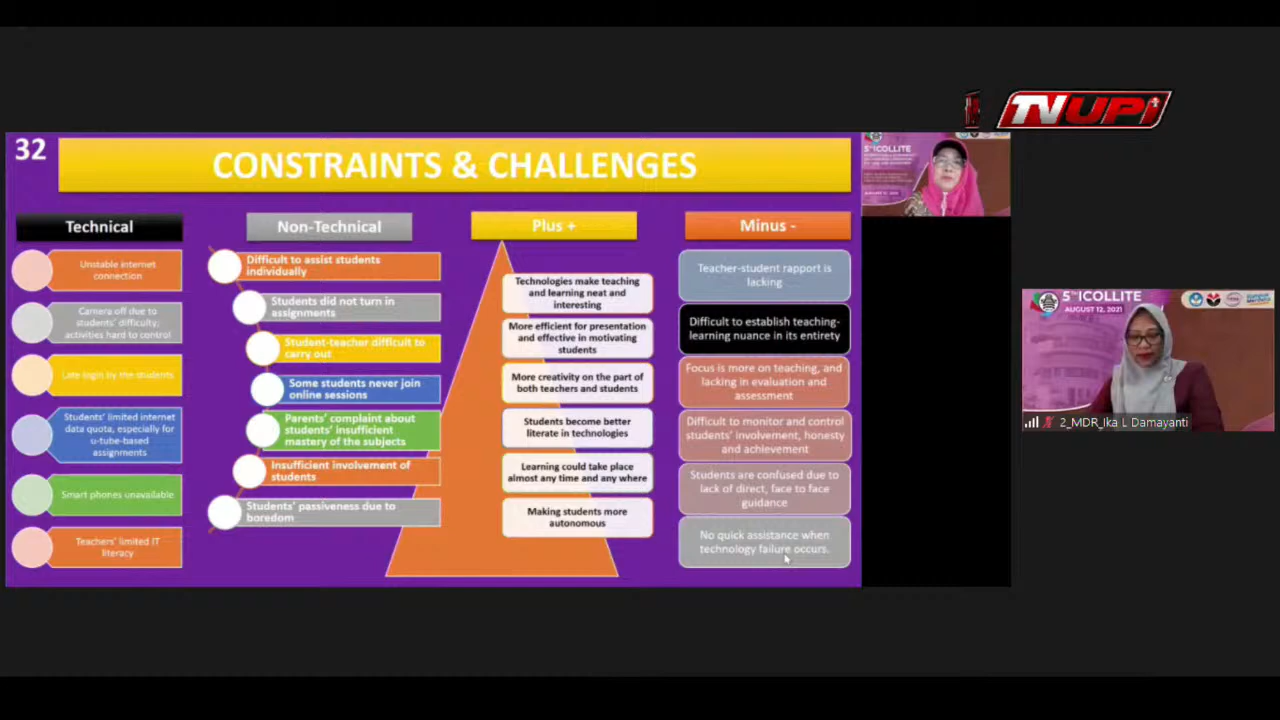 TVUPI
32
CONSTRAINTS & CHALLENGES
Technical
Unstable internet
connection
Camera off due to
students' difficulty;
activities hard to control
Late login by the students
Students' limited internet
data quota, especially for
u-tube-based
assignments
Smart phones unavailable
Teachers' limited IT
literacy
Non-Technical
Difficult to assist students
individually
Students did not turn in
assignments
Student-teacher difficult to
carry out
Some students never join
online sessions
Parents' complaint about
students' insufficient
mastery of the subjects
Insufficient involvement of
students
Students' passiveness due to
boredom
Plus +
Technologies make teaching
and learning neat and
interesting
More efficient for presentation
and effective in motivating
students
More creativity on the part of
both teachers and students
Students become better
literate in technologies
Learning could take place
almost any time and any where
Making students more
autonomous
Minus -
Teacher-student rapport is
lacking
Difficult to establish teaching-
learning nuance in its entirety
Focus is more on teaching, and
lacking in evaluation and
assessment
Difficult to monitor and control
students' involvement, honesty
and achievement
Students are confused due to
lack of direct, face to face
guidance
No quick assistance when
technology failure occurs.
5TH ICOLLITE
5TH ICOLLITE
AUGUST 12, 2021
2_MDR_Ika L Damayanti